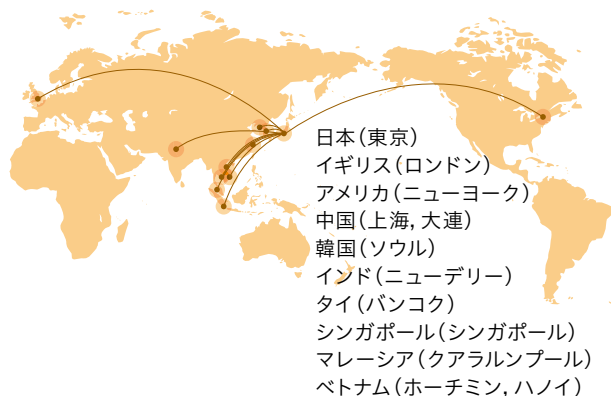 日本（東京）
イギリス（ロンドン）
アメリカ（ニューヨーク）
中国（上海, 大連）
韓国（ソウル）
インド（ニューデリー）
タイ（バンコク）
シンガポール（シンガポール）
マレーシア（クアラルンプール）
ベトナム（ホーチミン, ハノイ）